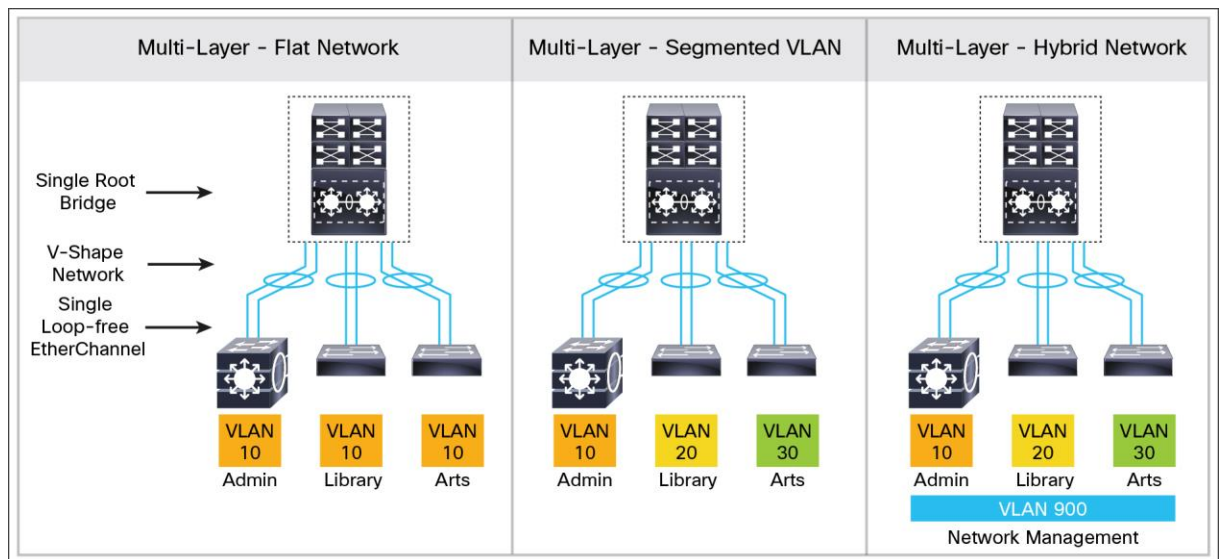 Multi-Layer - Flat Network
Single Root
Bridge
V-Shape
Network
Single
Loop-free
EtherChannel
VLAN
10
Admin
VLAN
10
Library
VLAN
10
Arts
Multi-Layer - Segmented VLAN
VLAN
10
Admin
VLAN
20
Library
VLAN
30
Arts
Multi-Layer - Hybrid Network
VLAN
10
Admin
VLAN
20
Library
VLAN
30
Arts
VLAN 900
Network Management